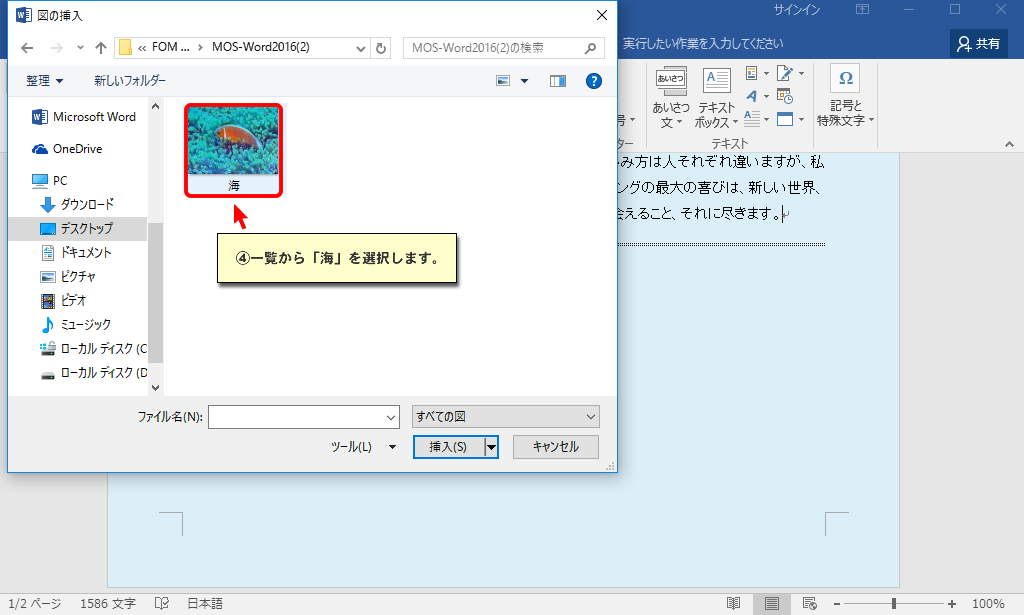 図の挿入
サインイン
« FOM ... › MOS-Word2016(2)
MOS-Word2016(2)の検索
実行したい作業を入力してください
共有
整理
新しいフォルダー
Microsoft Word
OneDrive
PC
ダウンロード
デスクトップ
ドキュメント
ピクチャ
ビデオ
ミュージック
ローカル ディスク (C
ローカル ディスク (D
海
④一覧から「海」を選択します。
ファイル名(N):
すべての図
ツール(L)
挿入(S)
キャンセル
あいさつ
あいさつ文
テキストボックス
記号と特殊文字
号
ター
テキスト
しみ方は人それぞれ違いますが、私
ングの最大の喜びは、新しい世界、
会えること、それに尽きます。
1/2 ページ
1586 文字
日本語
100%